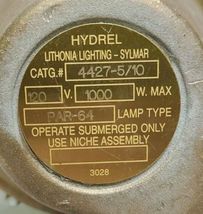 HYDREL
LITHONIA LIGHTING - SYLMAR
CATG.# 4427-5/10
120 V. 1000 W. MAX
PAR-64 LAMP TYPE
OPERATE SUBMERGED ONLY
USE NICHE ASSEMBLY
3028